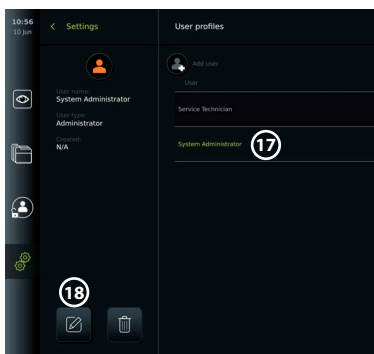 10:56
10 Jun
Settings
User profiles
Add user
User
User name:
System Administrator
User type:
Administrator
Created:
N/A
Service Technician
System Administrator
17
18